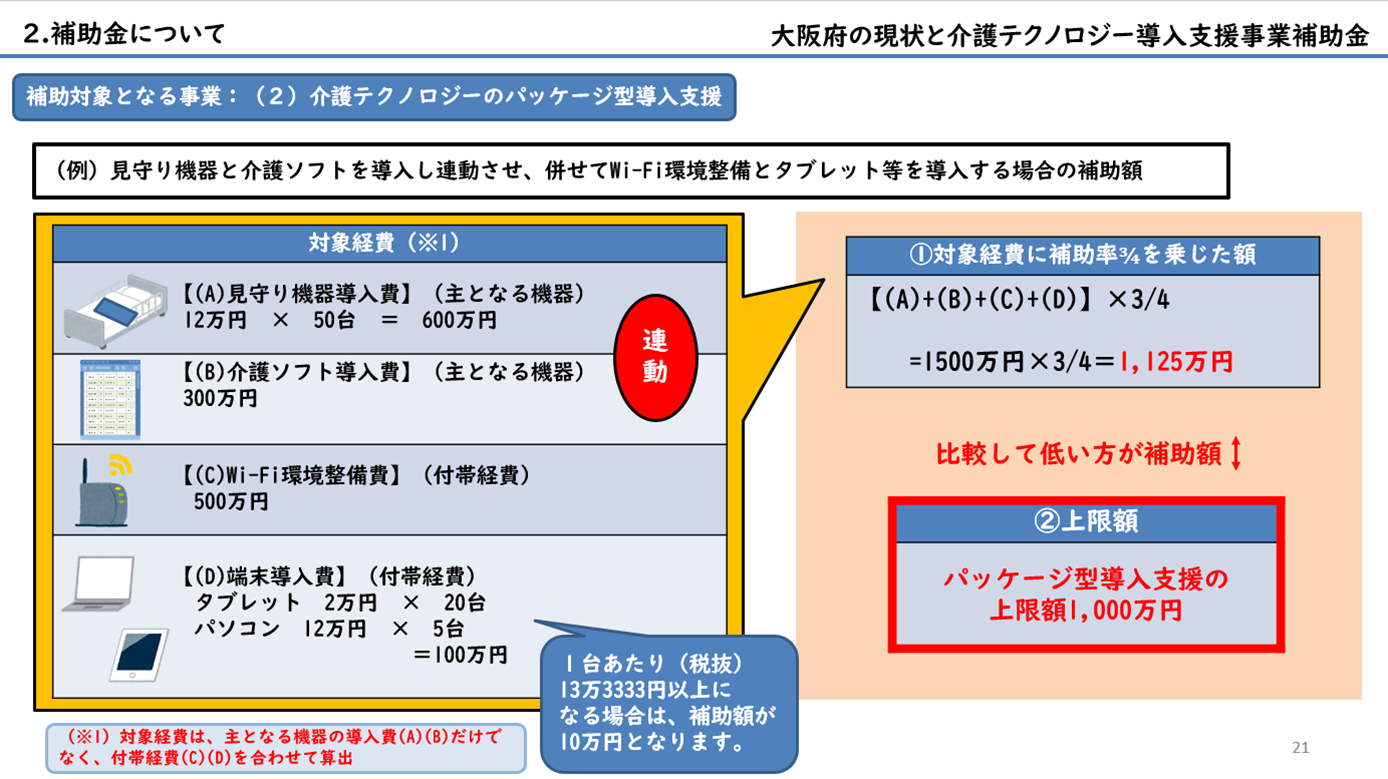 2.補助金について
大阪府の現状と介護テクノロジー導入支援事業補助金
補助対象となる事業：（2）介護テクノロジーのパッケージ型導入支援
（例）見守り機器と介護ソフトを導入し連動させ、併せてWi-Fi環境整備とタブレット等を導入する場合の補助額
対象経費（※1）
【(A)見守り機器導入費】（主となる機器）
12万円　×　50台　＝　600万円
【(B)介護ソフト導入費】（主となる機器）
300万円
連
動
【(C)Wi-Fi環境整備費】（付帯経費）
500万円
【(D)端末導入費】（付帯経費）
タブレット　2万円　×　20台
パソコン　12万円　×　5台
＝100万円
1台あたり（税抜）
13万3333円以上に
なる場合は、補助額が
10万円となります。
（※1）対象経費は、主となる機器の導入費(A)(B)だけで
なく、付帯経費(C)(D)を合わせて算出
①対象経費に補助率¾を乗じた額
【(A)+(B)+(C)+(D)】×3/4
=1500万円×3/4＝1,125万円
比較して低い方が補助額
②上限額
パッケージ型導入支援の
上限額1,000万円
21